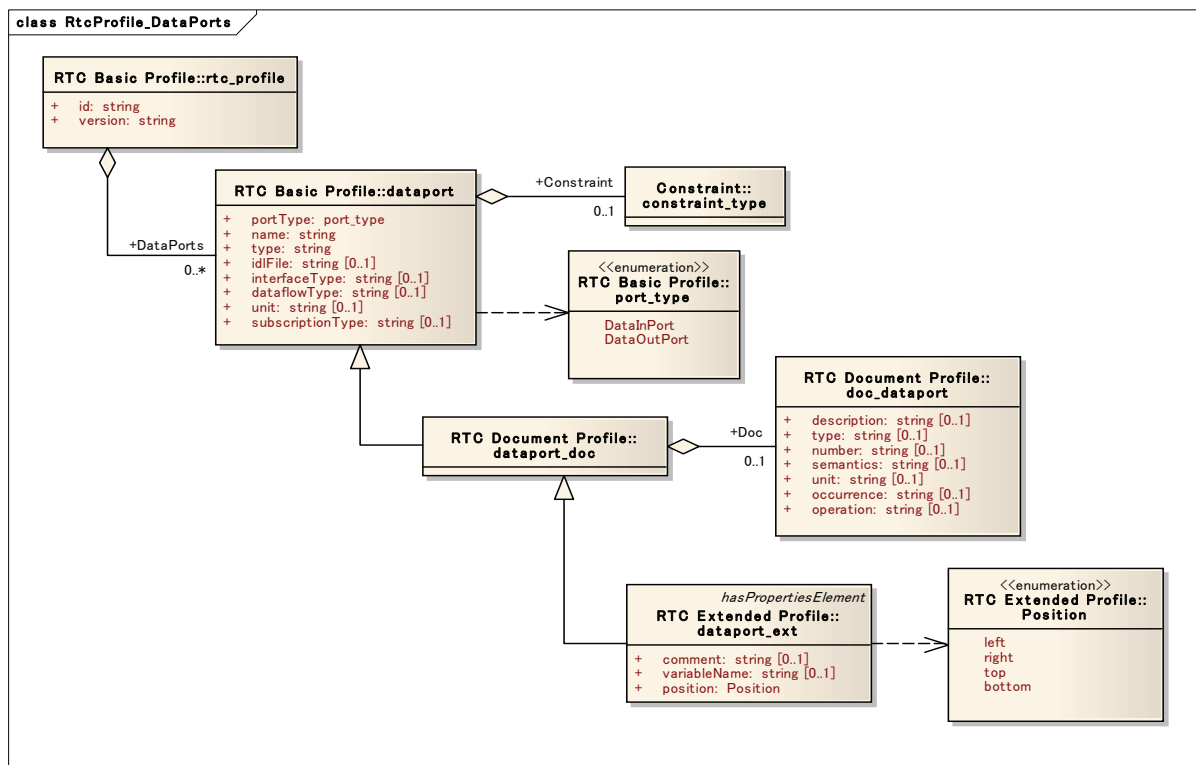 class RtcProfile_DataPorts
RTC Basic Profile::rtc_profile
+ id: string
+ version: string
+DataPorts
0..*
RTC Basic Profile::dataport
+ portType: port_type
+ name: string
+ type: string
+ idlFile: string [0..1]
+ interfaceType: string [0..1]
+ dataflowType: string [0..1]
+ unit: string [0..1]
+ subscriptionType: string [0..1]
+Constraint
0..1
Constraint::
constraint_type
<<enumeration>>
RTC Basic Profile::
port_type
DataInPort
DataOutPort
RTC Document Profile::
dataport_doc
+Doc
0..1
RTC Document Profile::
doc_dataport
+ description: string [0..1]
+ type: string [0..1]
+ number: string [0..1]
+ semantics: string [0..1]
+ unit: string [0..1]
+ occurrence: string [0..1]
+ operation: string [0..1]
hasPropertiesElement
RTC Extended Profile::
dataport_ext
+ comment: string [0..1]
+ variableName: string [0..1]
+ position: Position
<<enumeration>>
RTC Extended Profile::
Position
left
right
top
bottom